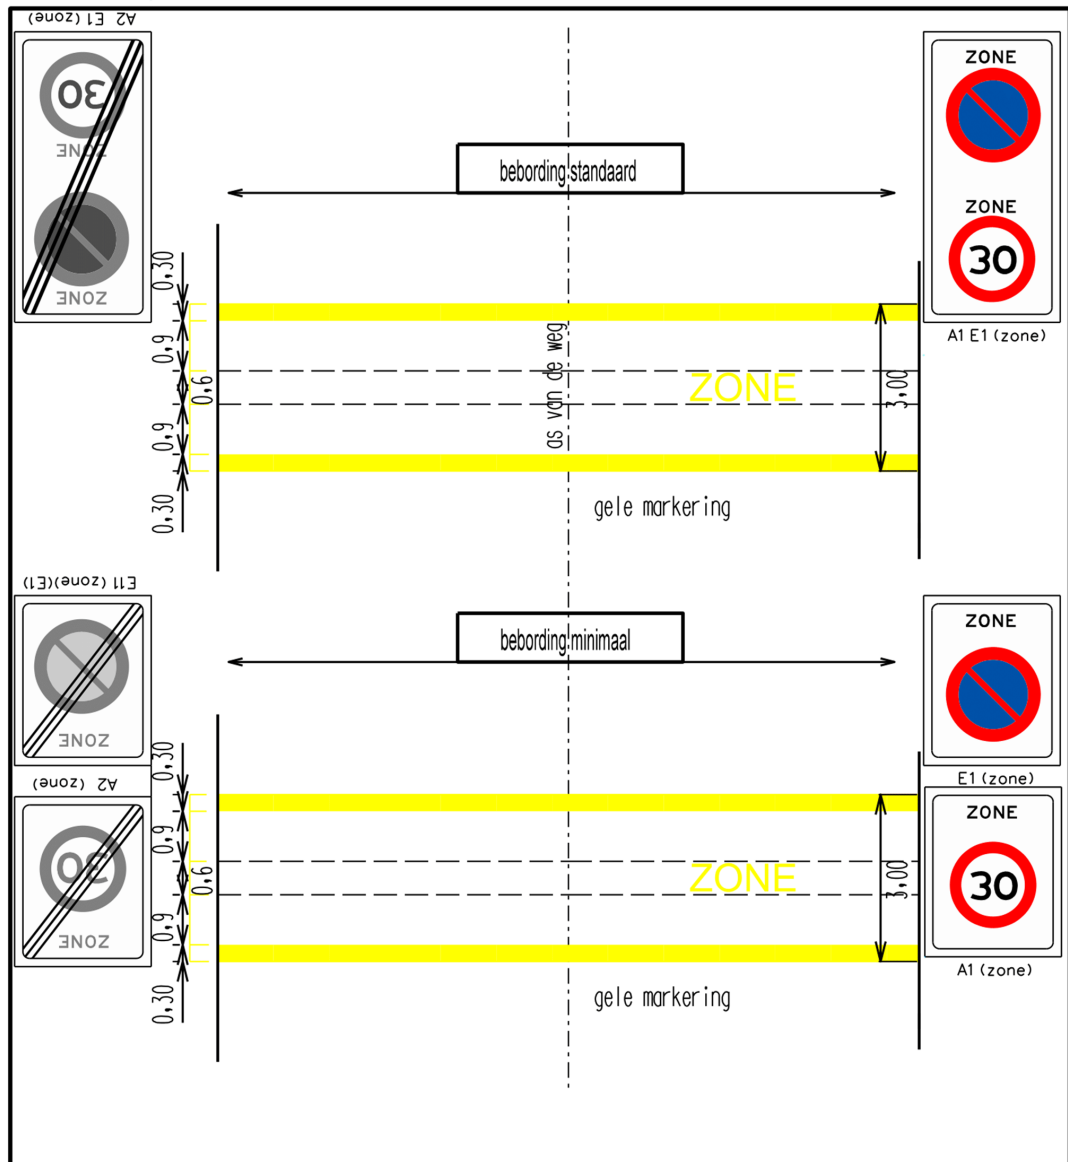 A2 E1 (zone)
30
ZONE
ZONE
ZONE
ZONE
30
A1 E1 (zone)
bebording standaard
0,30
0,9
0,6
0,9
0,30
as van de weg
ZONE
3,00
gele markering
E11 (zone)(E1)
ZONE
A2 (zone)
30
ZONE
bebording minimaal
ZONE
E1 (zone)
ZONE
30
A1 (zone)
0,30
0,9
0,6
0,9
0,30
ZONE
3,00
gele markering